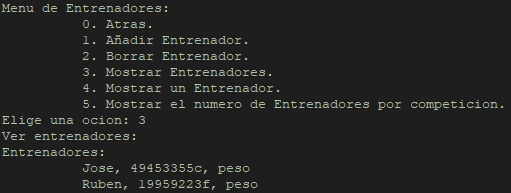 Menu de Entrenadores:
0. Atras.
1. Añadir Entrenador.
2. Borrar Entrenador.
3. Mostrar Entrenadores.
4. Mostrar un Entrenador.
5. Mostrar el numero de Entrenadores por competicion.
Elige una ocion: 3
Ver entrenadores:
Entrenadores:
Jose, 49453355c, peso
Ruben, 19959223f, peso